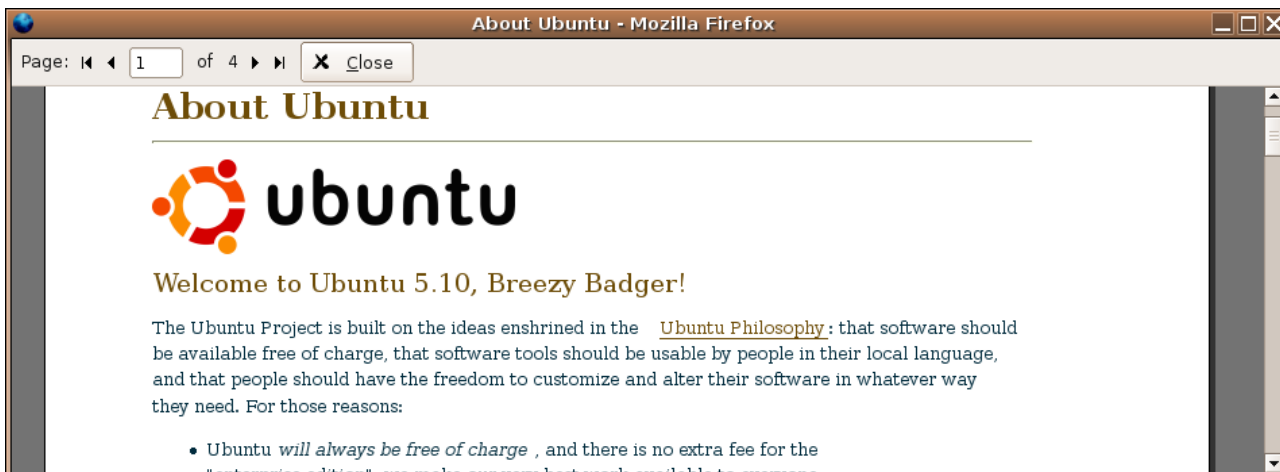 About Ubuntu - Mozilla Firefox
Page: 1 of 4 Close
About Ubuntu
ubuntu
Welcome to Ubuntu 5.10, Breezy Badger!
The Ubuntu Project is built on the ideas enshrined in the Ubuntu Philosophy: that software should
be available free of charge, that software tools should be usable by people in their local language,
and that people should have the freedom to customize and alter their software in whatever way
they need. For those reasons:
• Ubuntu will always be free of charge , and there is no extra fee for the